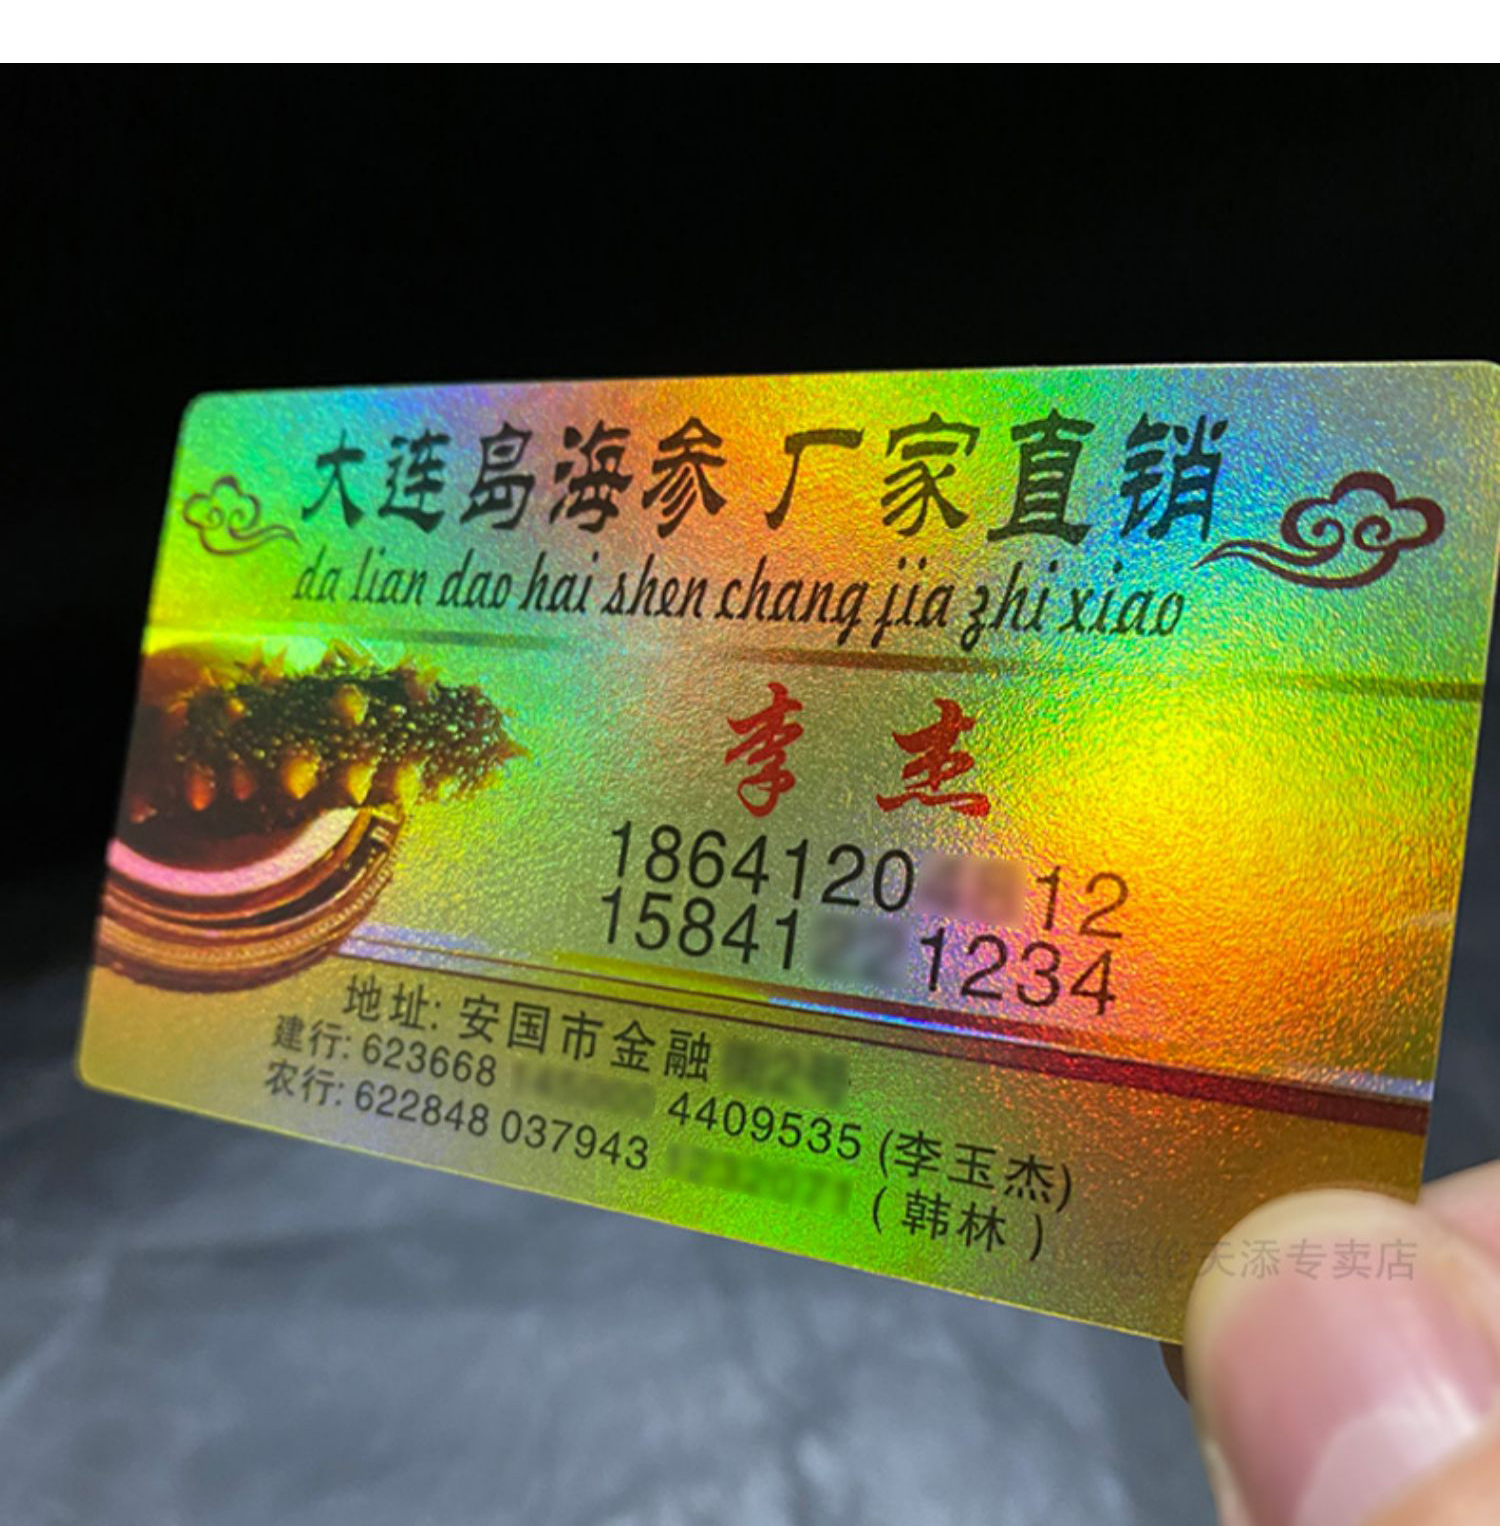 大连岛海参 厂家直销
da lian dao hai shen chang jia zhi xiao
李 杰
1864120 12
15841 1234
地址: 安国市金融
建行: 623668 4409535 (李玉杰)
农行: 622848 037943 (韩林)
天添专卖店